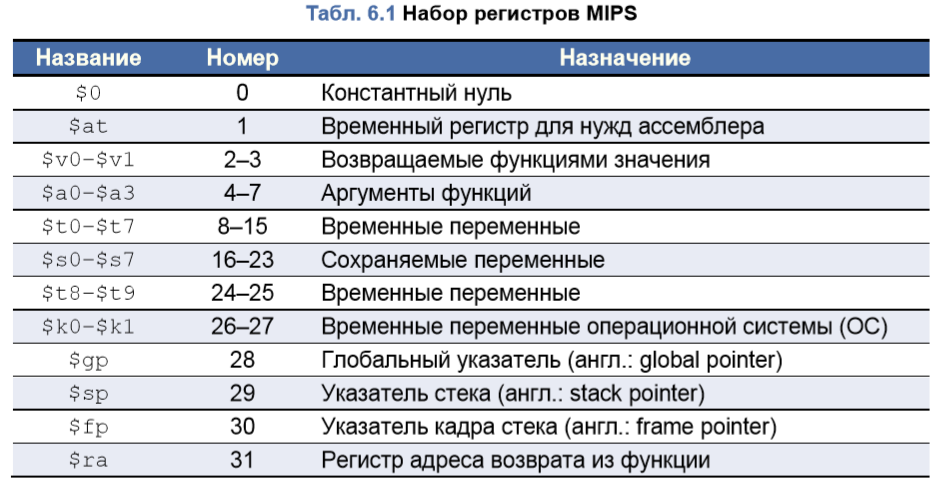 Табл. 6.1 Набор регистров MIPS
Название Номер Назначение
$0 0 Константный нуль
$at 1 Временный регистр для нужд ассемблера
$v0–$v1 2–3 Возвращаемые функциями значения
$a0–$a3 4–7 Аргументы функций
$t0–$t7 8–15 Временные переменные
$s0–$s7 16–23 Сохраняемые переменные
$t8–$t9 24–25 Временные переменные
$k0–$k1 26–27 Временные переменные операционной системы (ОС)
$gp 28 Глобальный указатель (англ.: global pointer)
$sp 29 Указатель стека (англ.: stack pointer)
$fp 30 Указатель кадра стека (англ.: frame pointer)
$ra 31 Регистр адреса возврата из функции